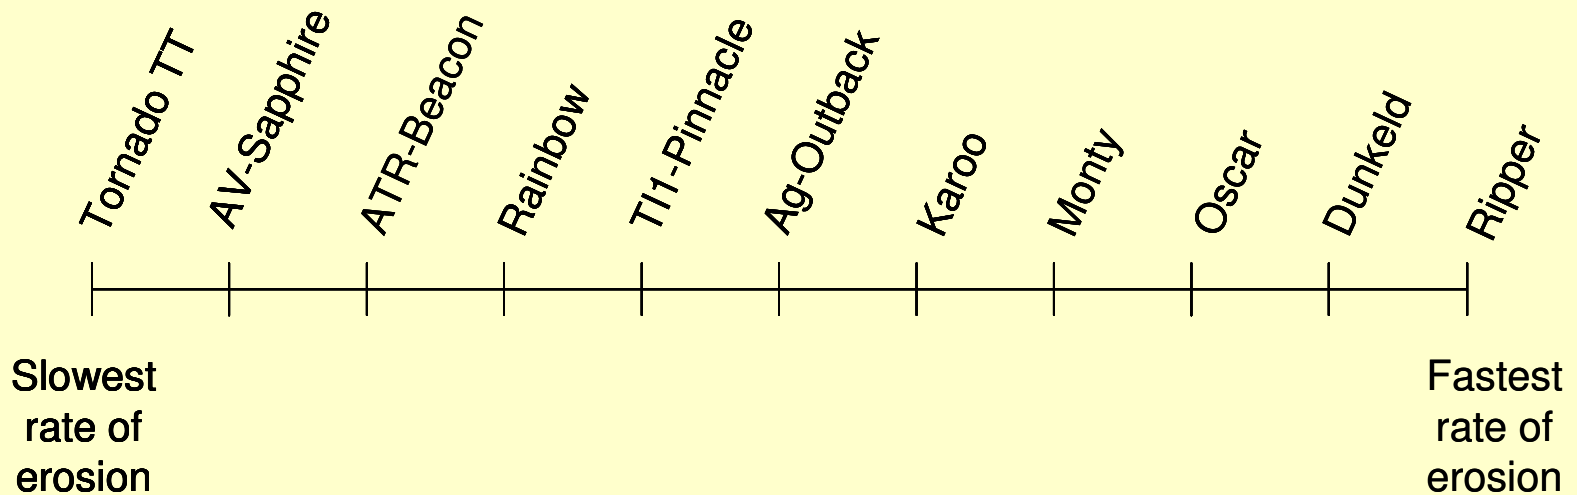 Tornado TT
AV-Sapphire
ATR-Beacon
Rainbow
TI1-Pinnacle
Ag-Outback
Karoo
Monty
Oscar
Dunkeld
Ripper
Slowest
rate of
erosion
Fastest
rate of
erosion